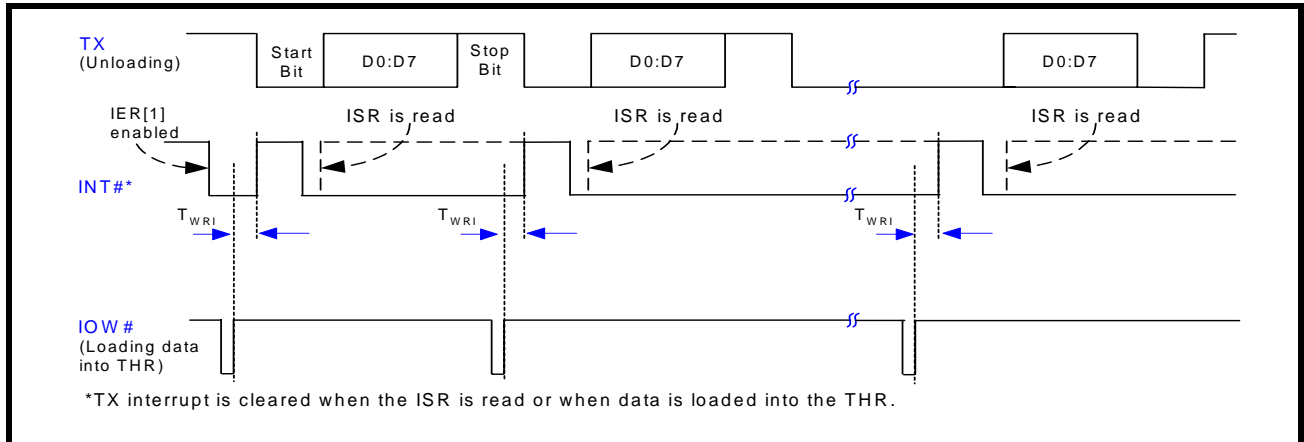 TX
(Unloading)
Start
Bit
D0:D7
Stop
Bit
D0:D7
D0:D7
IER[1]
enabled
ISR is read
ISR is read
ISR is read
INT#*
TWRI
TWRI
TWRI
IOW#
(Loading data
into THR)
*TX interrupt is cleared when the ISR is read or when data is loaded into the THR.